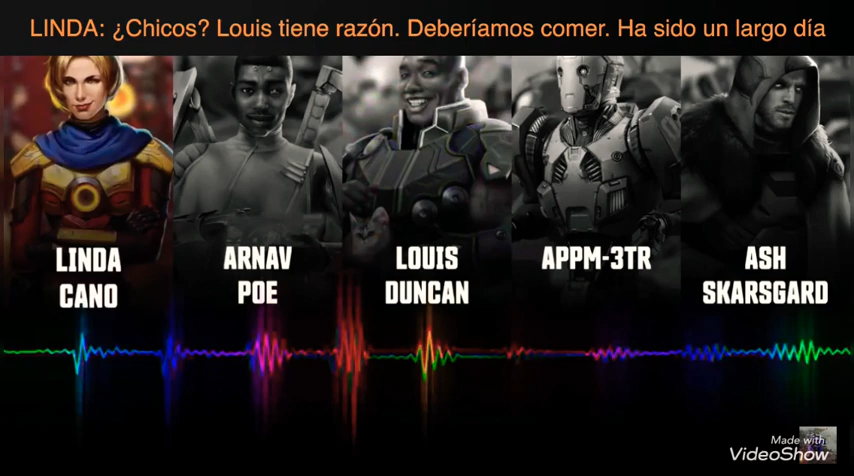 LINDA: ¿Chicos? Louis tiene razón. Deberíamos comer. Ha sido un largo día
LINDA
CANO
ARNAV
POE
LOUIS
DUNCAN
APPM-3TR
ASH
SKARSGARD
Made with
VideoShow